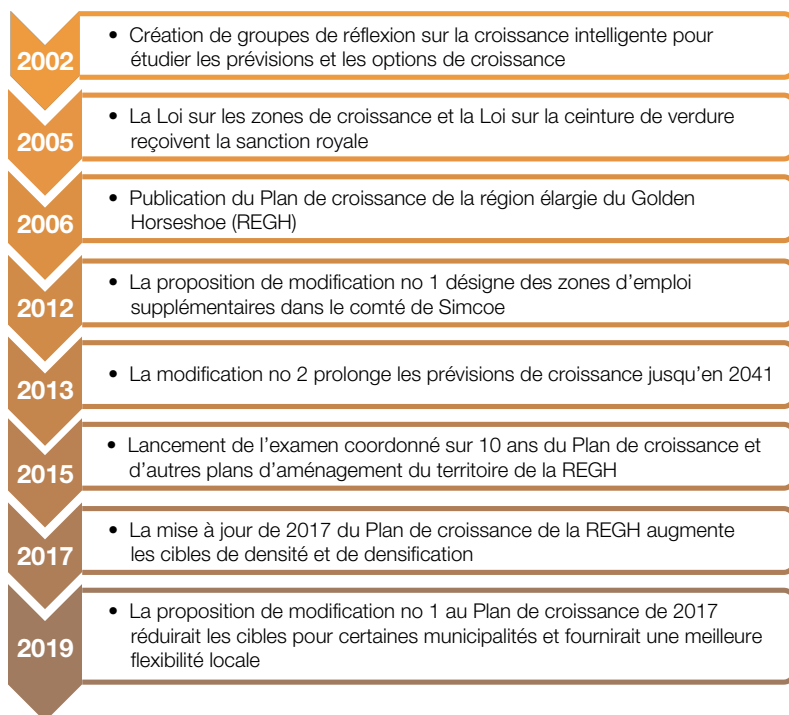 2002
• Création de groupes de réflexion sur la croissance intelligente pour
étudier les prévisions et les options de croissance
2005
• La Loi sur les zones de croissance et la Loi sur la ceinture de verdure
reçoivent la sanction royale
2006
• Publication du Plan de croissance de la région élargie du Golden
Horseshoe (REGH)
2012
• La proposition de modification no 1 désigne des zones d’emploi
supplémentaires dans le comté de Simcoe
2013
• La modification no 2 prolonge les prévisions de croissance jusqu’en 2041
2015
• Lancement de l’examen coordonné sur 10 ans du Plan de croissance et
d’autres plans d’aménagement du territoire de la REGH
2017
• La mise à jour de 2017 du Plan de croissance de la REGH augmente
les cibles de densité et de densification
2019
• La proposition de modification no 1 au Plan de croissance de 2017
réduirait les cibles pour certaines municipalités et fournirait une meilleure
flexibilité locale